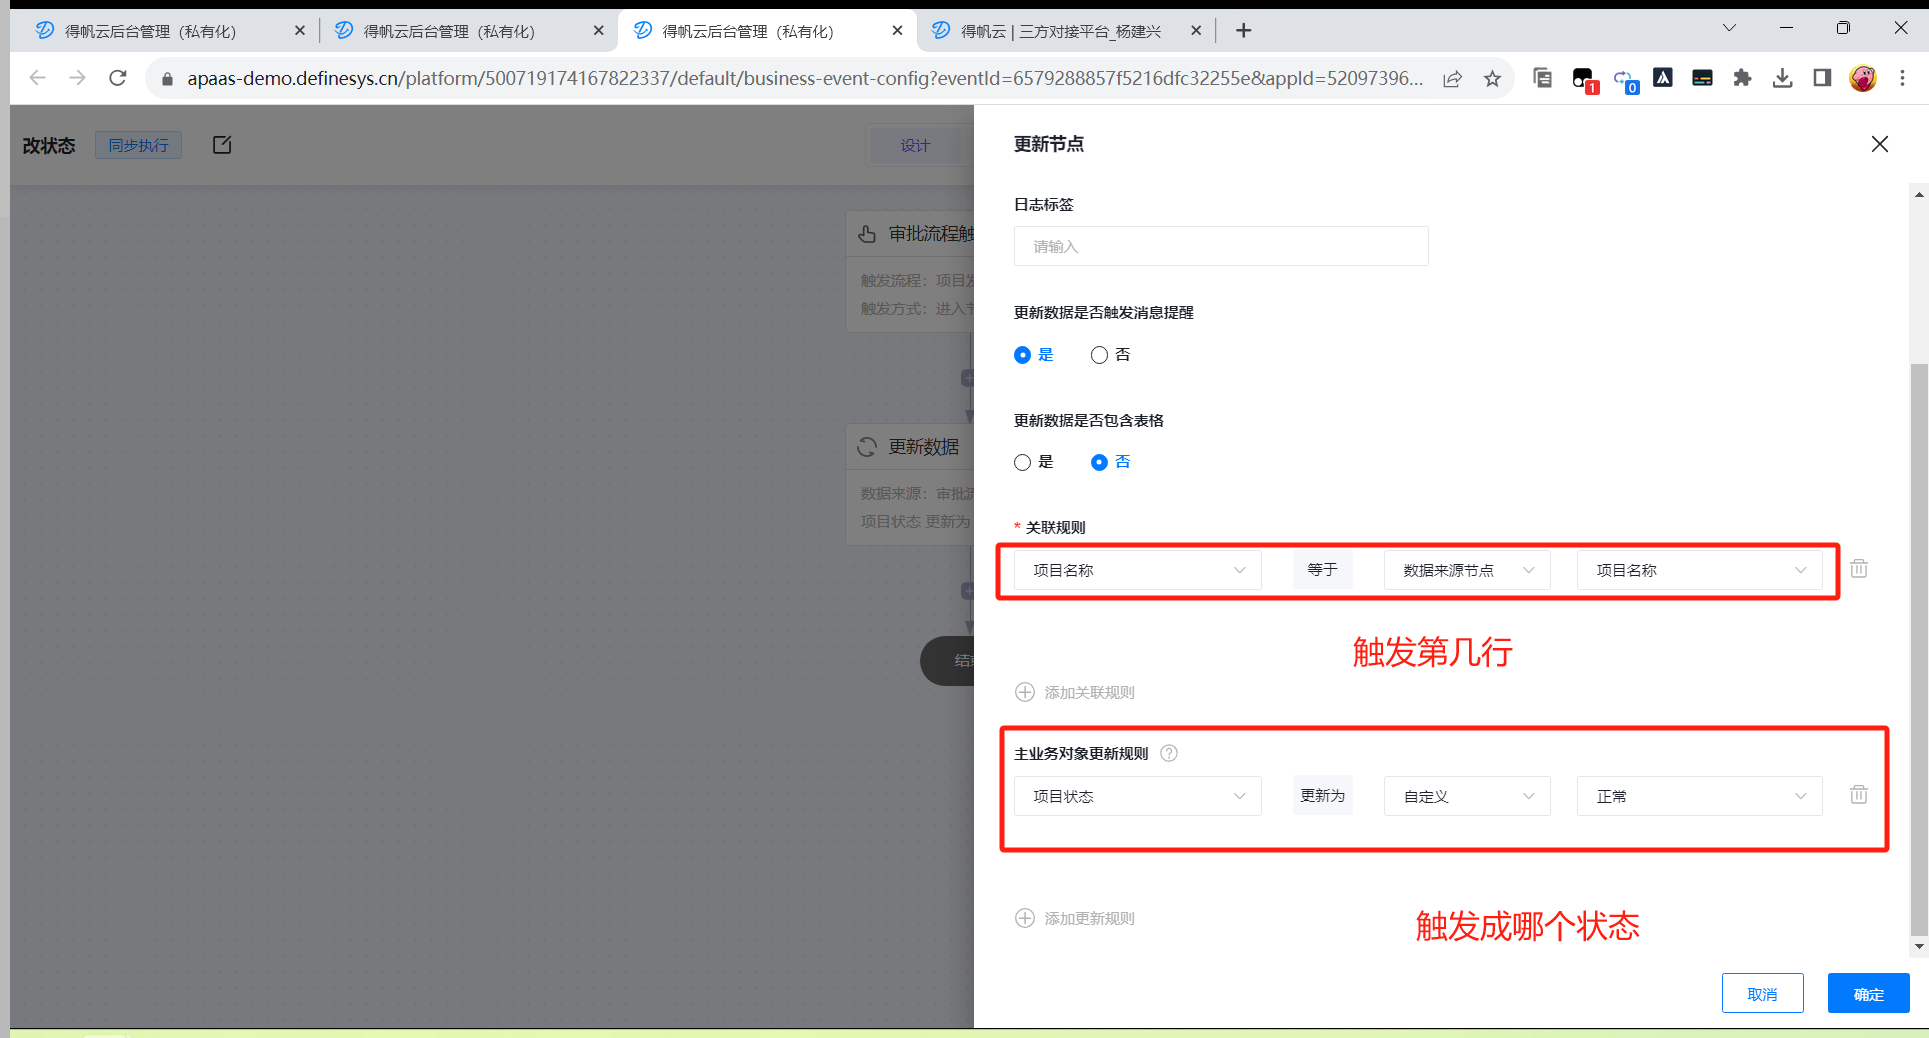 得帆云后台管理（私有化）
得帆云后台管理（私有化）
得帆云后台管理（私有化）
得帆云 | 三方对接平台_杨建兴
apaas-demo.definesys.cn/platform/500719174167822337/default/business-event-config?eventId=6579288857f5216dfc32255e&appId=52097396...
1
0
改状态
同步执行
设计
更新节点
日志标签
请输入
审批流程触
触发流程：项目发
触发方式：进入节
更新数据是否触发消息提醒
是
否
更新数据是否包含表格
是
否
更新数据
数据来源：审批流
项目状态 更新为
* 关联规则
项目名称
等于
数据来源节点
项目名称
触发第几行
结束
添加关联规则
主业务对象更新规则
项目状态
更新为
自定义
正常
添加更新规则
触发成哪个状态
取消
确定